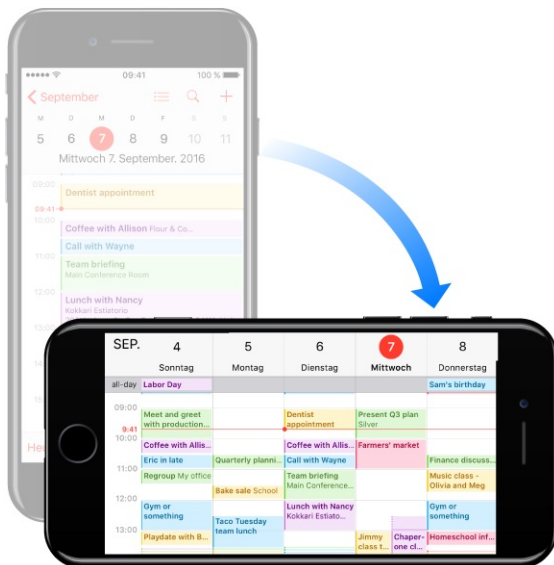 09:41
100 %
September
M D M D F S S
5 6 7 8 9 10 11
Mittwoch 7. September. 2016
09:00
Dentist appointment
09:41
10:00
Coffee with Allison Flour & Co...
Call with Wayne
11:00
Team briefing
Main Conference Room
12:00
Lunch with Nancy
Kokkari Estiatorio
SEP. 4 5 6 7 8
Sonntag Montag Dienstag Mittwoch Donnerstag
all-day Labor Day Sam's birthday
09:00
Meet and greet with production...
Dentist appointment
Present Q3 plan
Silver
9:41
10:00
Coffee with Allis... Coffee with Allis... Farmers' market
Eric in late Quarterly planni... Call with Wayne Finance discuss...
11:00
Regroup My office
Team briefing
Main Conference...
Music class - Olivia and Meg
Bake sale School
12:00
Gym or something
Lunch with Nancy
Kokkari Estiato...
Gym or something
Taco Tuesday team lunch
13:00
Playdate with B...
Jimmy class t...
Chaper-one cl...
Homeschool inf...